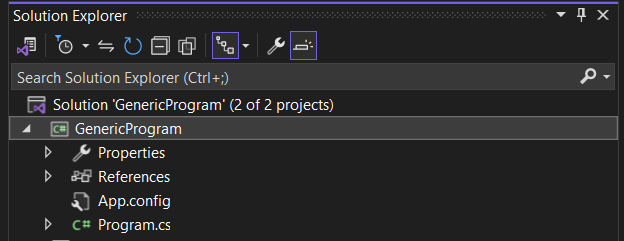 Solution Explorer
Search Solution Explorer (Ctrl+;)
Solution 'GenericProgram' (2 of 2 projects)
C# GenericProgram
Properties
References
App.config
C# Program.cs